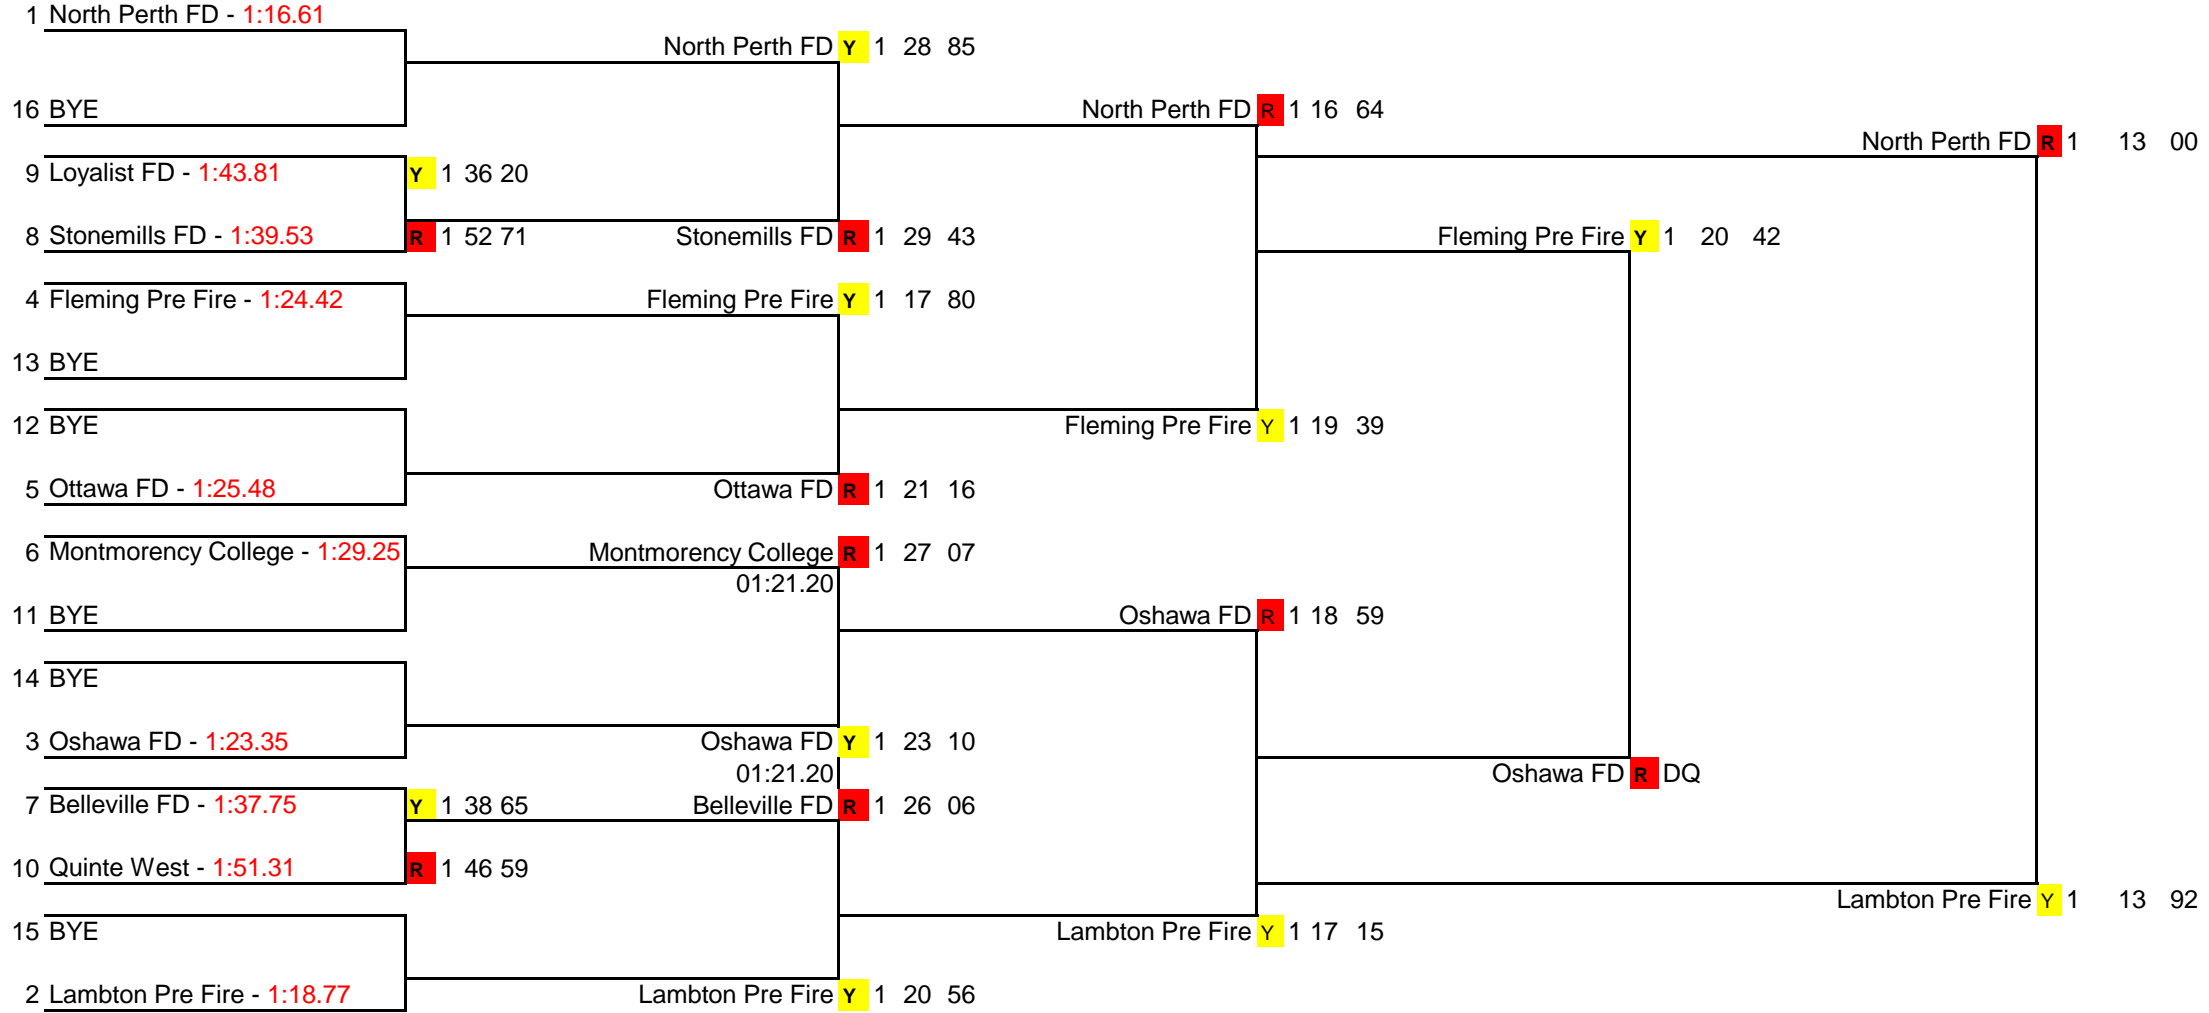 1 North Perth FD - 1:16.61
North Perth FD Y 1 28 85
16 BYE
North Perth FD R 1 16 64
North Perth FD R 1 13 00
9 Loyalist FD - 1:43.81 Y 1 36 20
8 Stonemills FD - 1:39.53 R 1 52 71 Stonemills FD R 1 29 43
Fleming Pre Fire Y 1 20 42
4 Fleming Pre Fire - 1:24.42 Fleming Pre Fire Y 1 17 80
13 BYE
12 BYE
Fleming Pre Fire Y 1 19 39
5 Ottawa FD - 1:25.48 Ottawa FD R 1 21 16
6 Montmorency College - 1:29.25 Montmorency College R 1 27 07
01:21.20
11 BYE
Oshawa FD R 1 18 59
14 BYE
3 Oshawa FD - 1:23.35 Oshawa FD Y 1 23 10
01:21.20
Oshawa FD R DQ
7 Belleville FD - 1:37.75 Y 1 38 65 Belleville FD R 1 26 06
10 Quinte West - 1:51.31 R 1 46 59
Lambton Pre Fire Y 1 13 92
15 BYE
Lambton Pre Fire Y 1 17 15
2 Lambton Pre Fire - 1:18.77 Lambton Pre Fire Y 1 20 56